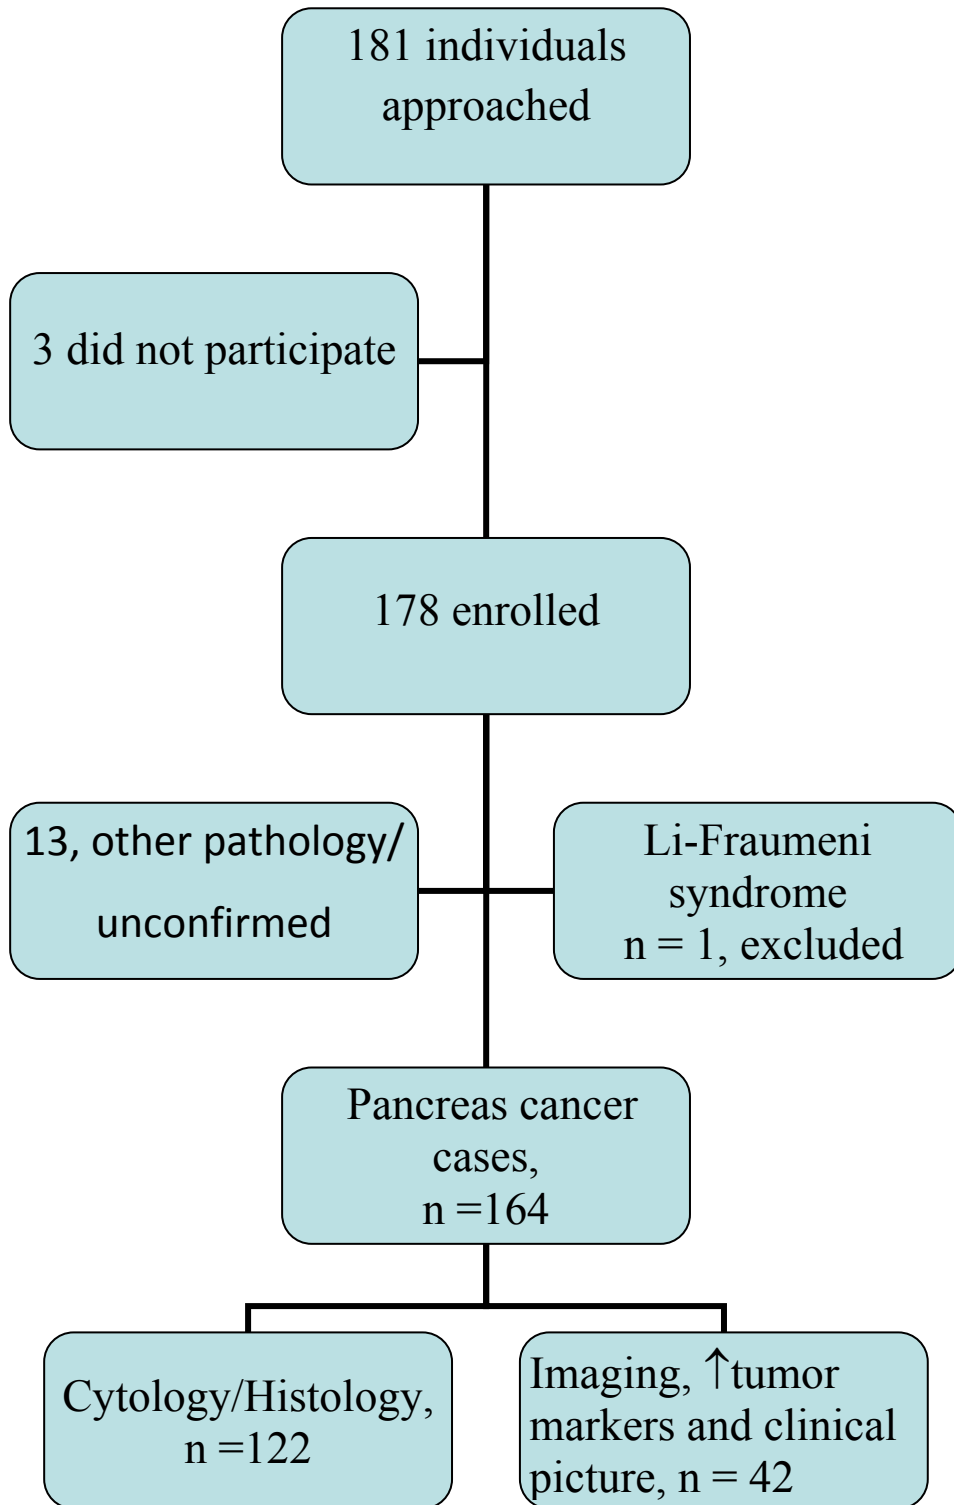 181 individuals
approached
3 did not participate
178 enrolled
13, other pathology/
unconfirmed
Li-Fraumeni
syndrome
n = 1, excluded
Pancreas cancer
cases,
n =164
Cytology/Histology,
n =122
Imaging, ↑tumor
markers and clinical
picture, n = 42